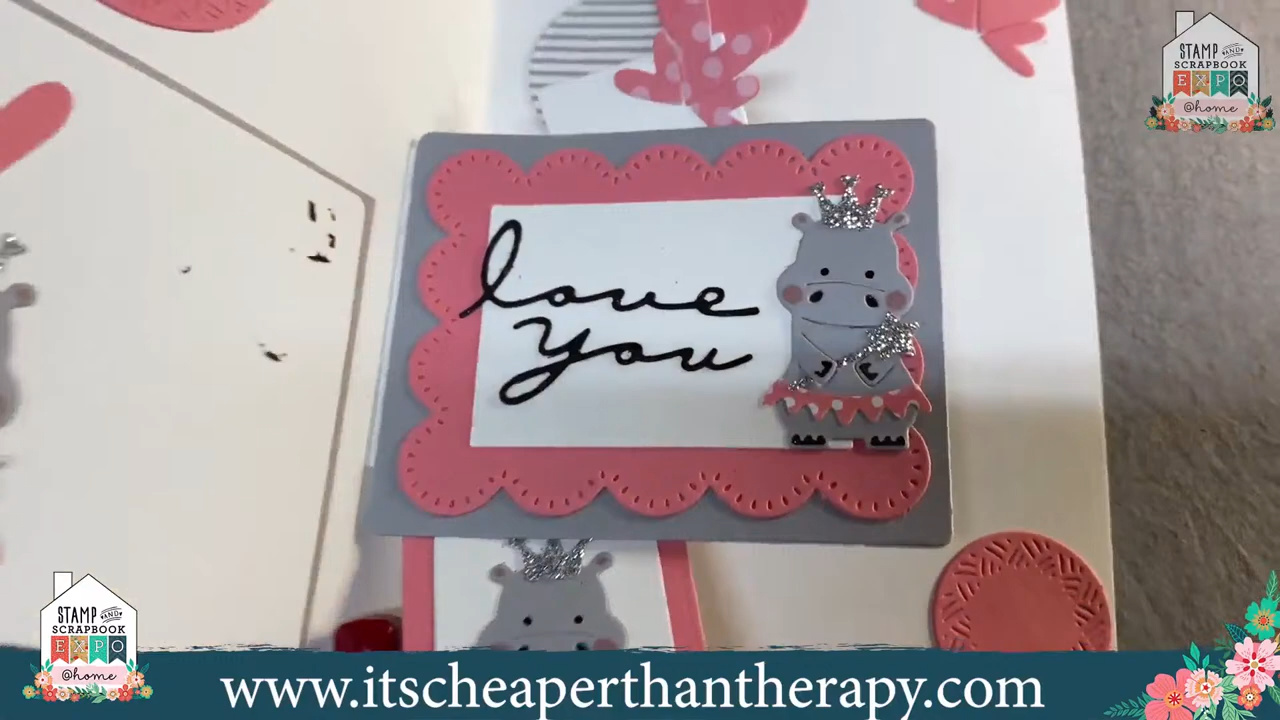 STAMP AND
SCRAPBOOK
EXPO
@home
love
you
STAMP AND
SCRAPBOOK
EXPO
@home
www.itscheaperthantherapy.com